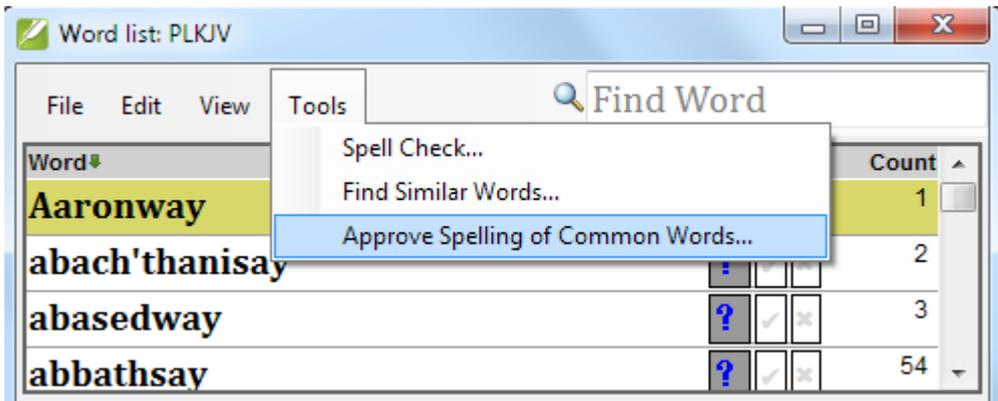 Word list: PLKJV
File Edit View Tools Find Word
Spell Check...
Word Count
Find Similar Words...
Aaronway 1
Approve Spelling of Common Words...
abach'thanisay ? 2
abasedway ? 3
abbathsay ? 54